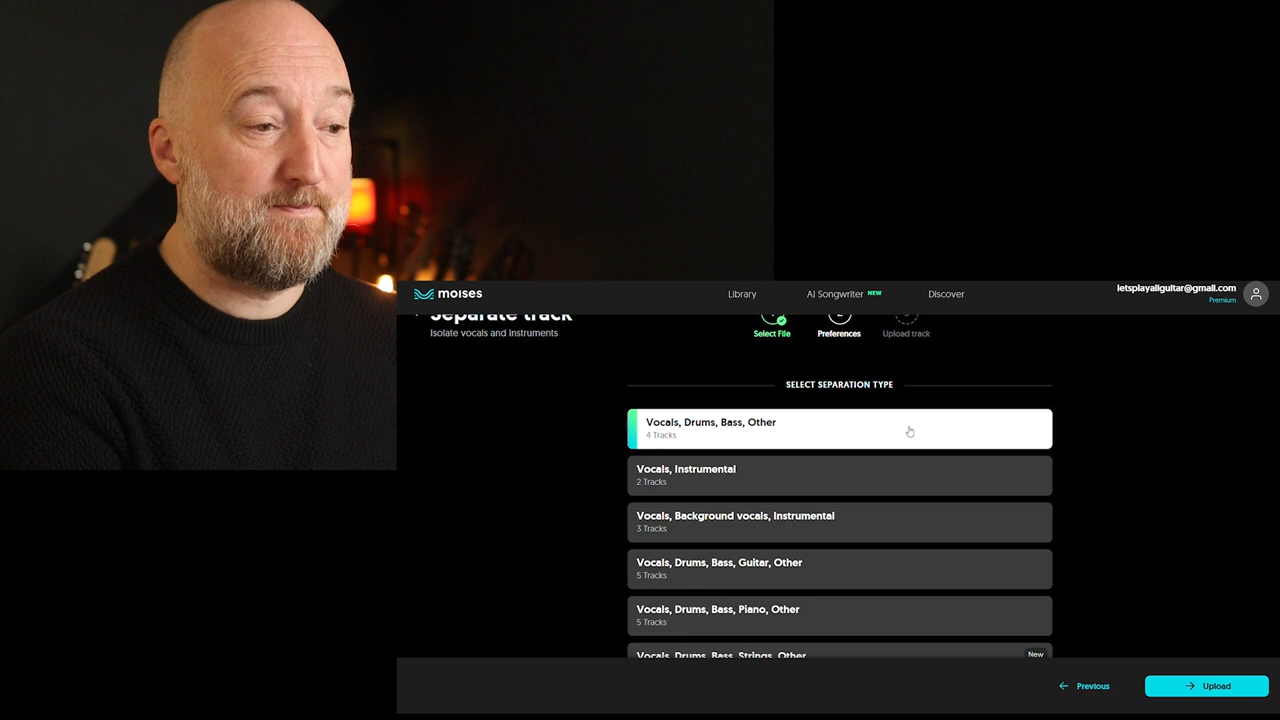 moises
Library
AI Songwriter NEW
Discover
letsplayallguitar@gmail.com
Premium
Separate track
Isolate vocals and Instruments
Select File
Preferences
Upload track
SELECT SEPARATION TYPE
Vocals, Drums, Bass, Other
4 Tracks
Vocals, Instrumental
2 Tracks
Vocals, Background vocals, Instrumental
3 Tracks
Vocals, Drums, Bass, Guitar, Other
5 Tracks
Vocals, Drums, Bass, Piano, Other
5 Tracks
Vocals, Drums, Bass, Strings, Other
New
Previous
Upload